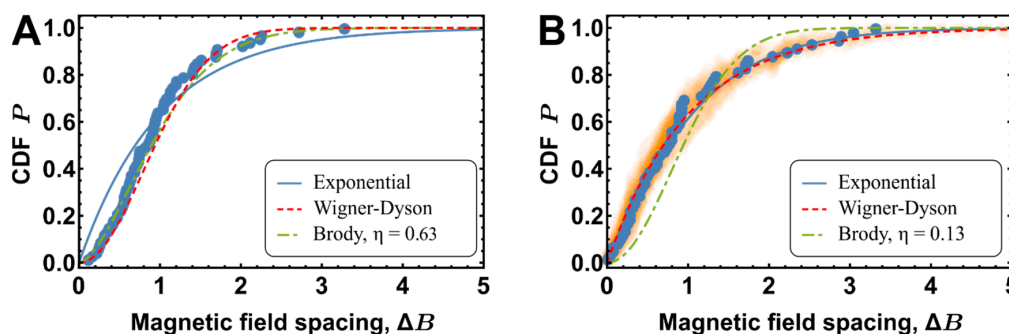 A
CDF P
1.0
0.8
0.6
0.4
0.2
0.0
Exponential
Wigner-Dyson
Brody, η = 0.63
0 1 2 3 4 5
Magnetic field spacing, ΔB
B
CDF P
1.0
0.8
0.6
0.4
0.2
0.0
Exponential
Wigner-Dyson
Brody, η = 0.13
0 1 2 3 4 5
Magnetic field spacing, ΔB